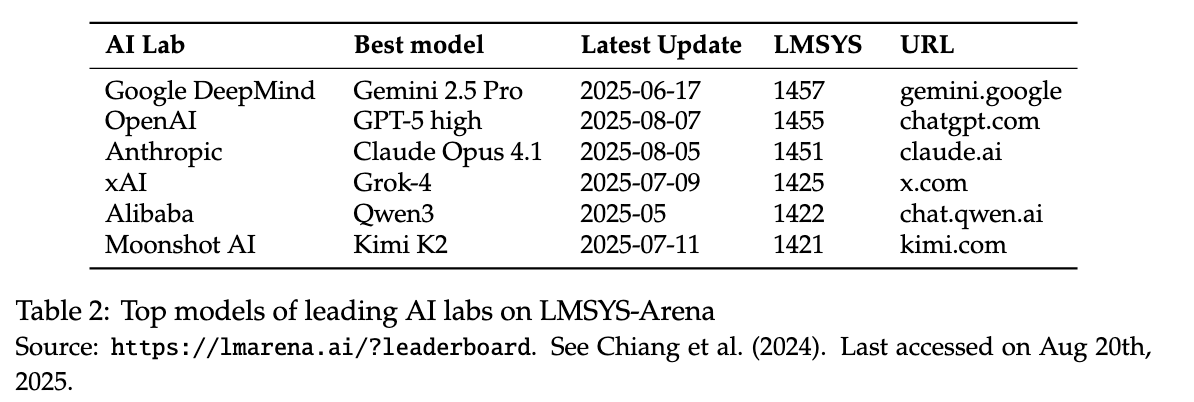 AI Lab Best model Latest Update LMSYS URL
Google DeepMind Gemini 2.5 Pro 2025-06-17 1457 gemini.google
OpenAI GPT-5 high 2025-08-07 1455 chatgpt.com
Anthropic Claude Opus 4.1 2025-08-05 1451 claude.ai
xAI Grok-4 2025-07-09 1425 x.com
Alibaba Qwen3 2025-05 1422 chat.qwen.ai
Moonshot AI Kimi K2 2025-07-11 1421 kimi.com
Table 2: Top models of leading AI labs on LMSYS-Arena
Source: https://lmarena.ai/?leaderboard. See Chiang et al. (2024). Last accessed on Aug 20th,
2025.